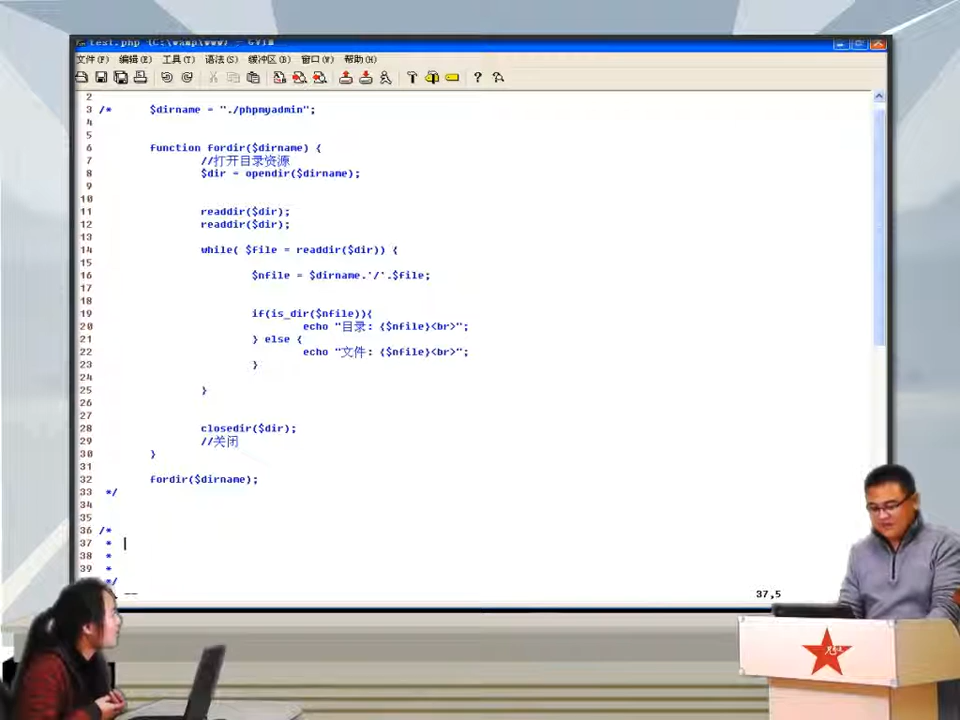 test.php (C:\wamp\www) - GVIM
文件(F) 编辑(E) 工具(T) 语法(S) 缓冲区(B) 窗口(W) 帮助(H)
2
3 /* $dirname = "./phpmyadmin";
4
5
6 function fordir($dirname) {
7 //打开目录资源
8 $dir = opendir($dirname);
9
10
11 readdir($dir);
12 readdir($dir);
13
14 while( $file = readdir($dir)) {
15
16 $nfile = $dirname.'/'.$file;
17
18
19 if(is_dir($nfile)){
20 echo "目录: {$nfile}<br>";
21 } else {
22 echo "文件: {$nfile}<br>";
23 }
24
25 }
26
27
28 closedir($dir);
29 //关闭
30 }
31
32 fordir($dirname);
33 */
34
35
36 /*
37 *
38 *
39 *
*/
-- 37,5